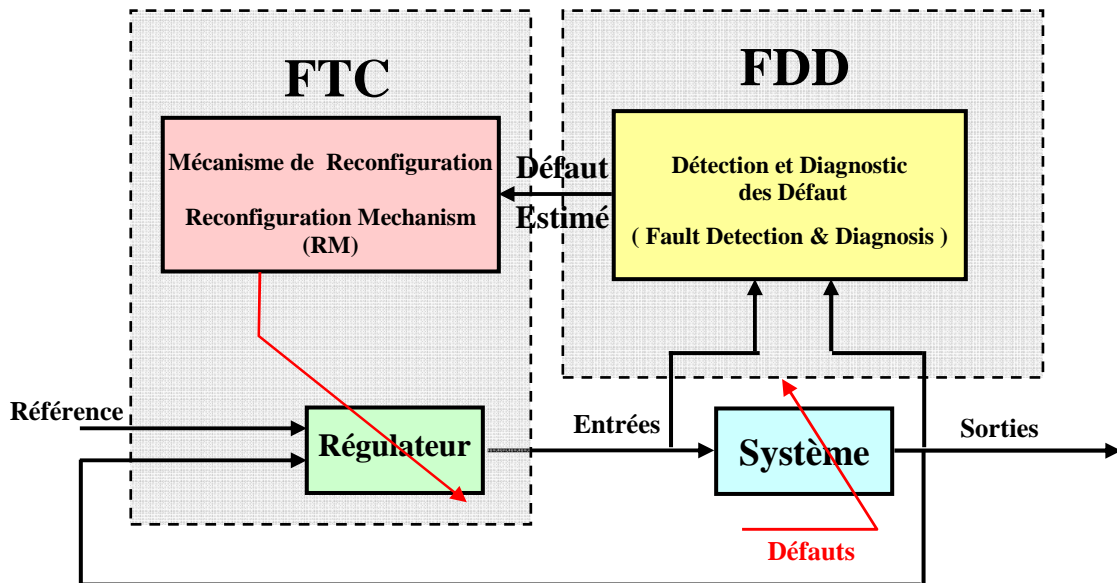 FTC
FDD
Mécanisme de Reconfiguration
Reconfiguration Mechanism
(RM)
Défaut
Estimé
Détection et Diagnostic
des Défaut
( Fault Detection & Diagnosis )
Référence
Régulateur
Entrées
Système
Sorties
Défauts